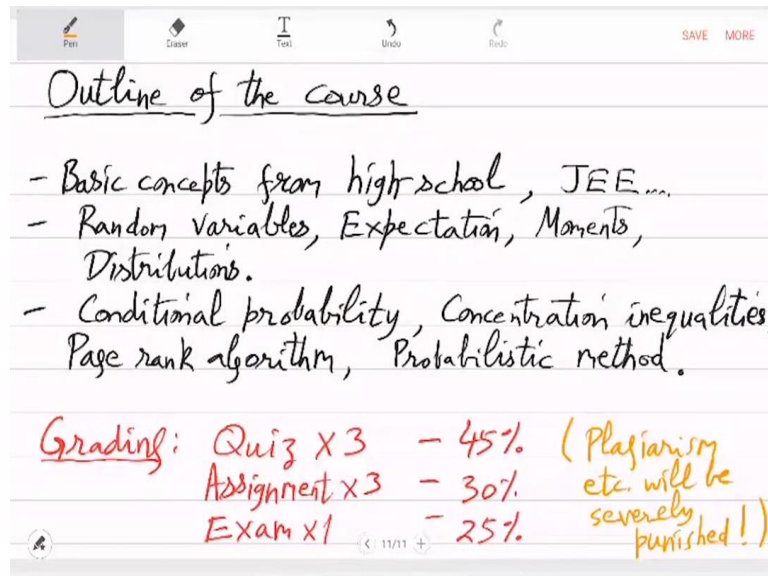 Pen Eraser Text Undo Redo SAVE MORE
Outline of the course
- Basic concepts from high-school, JEE...
- Random variables, Expectation, Moments,
Distributions.
- Conditional probability, Concentration inequalities
Page rank algorithm, Probabilistic method.
Grading: Quiz x 3 - 45% (Plagiarism
Assignment x 3 - 30% etc. will be
Exam x 1 - 25% severely
punished!)
< 11/11 +